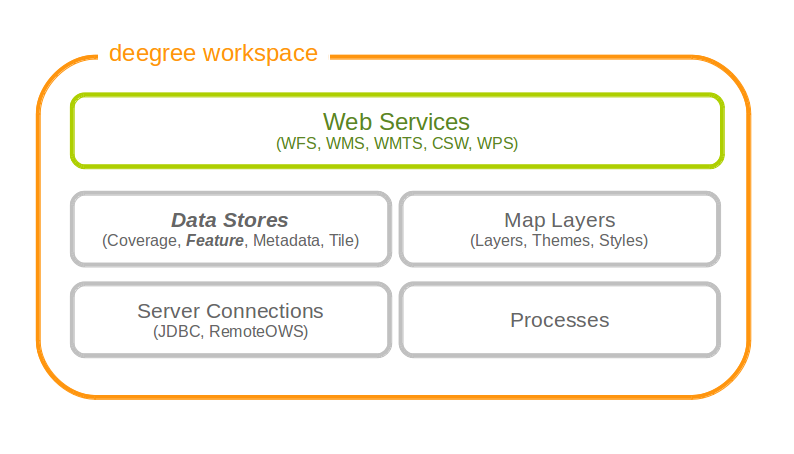 deegree workspace
Web Services
(WFS, WMS, WMTS, CSW, WPS)
Data Stores
(Coverage, Feature, Metadata, Tile)
Map Layers
(Layers, Themes, Styles)
Server Connections
(JDBC, RemoteOWS)
Processes